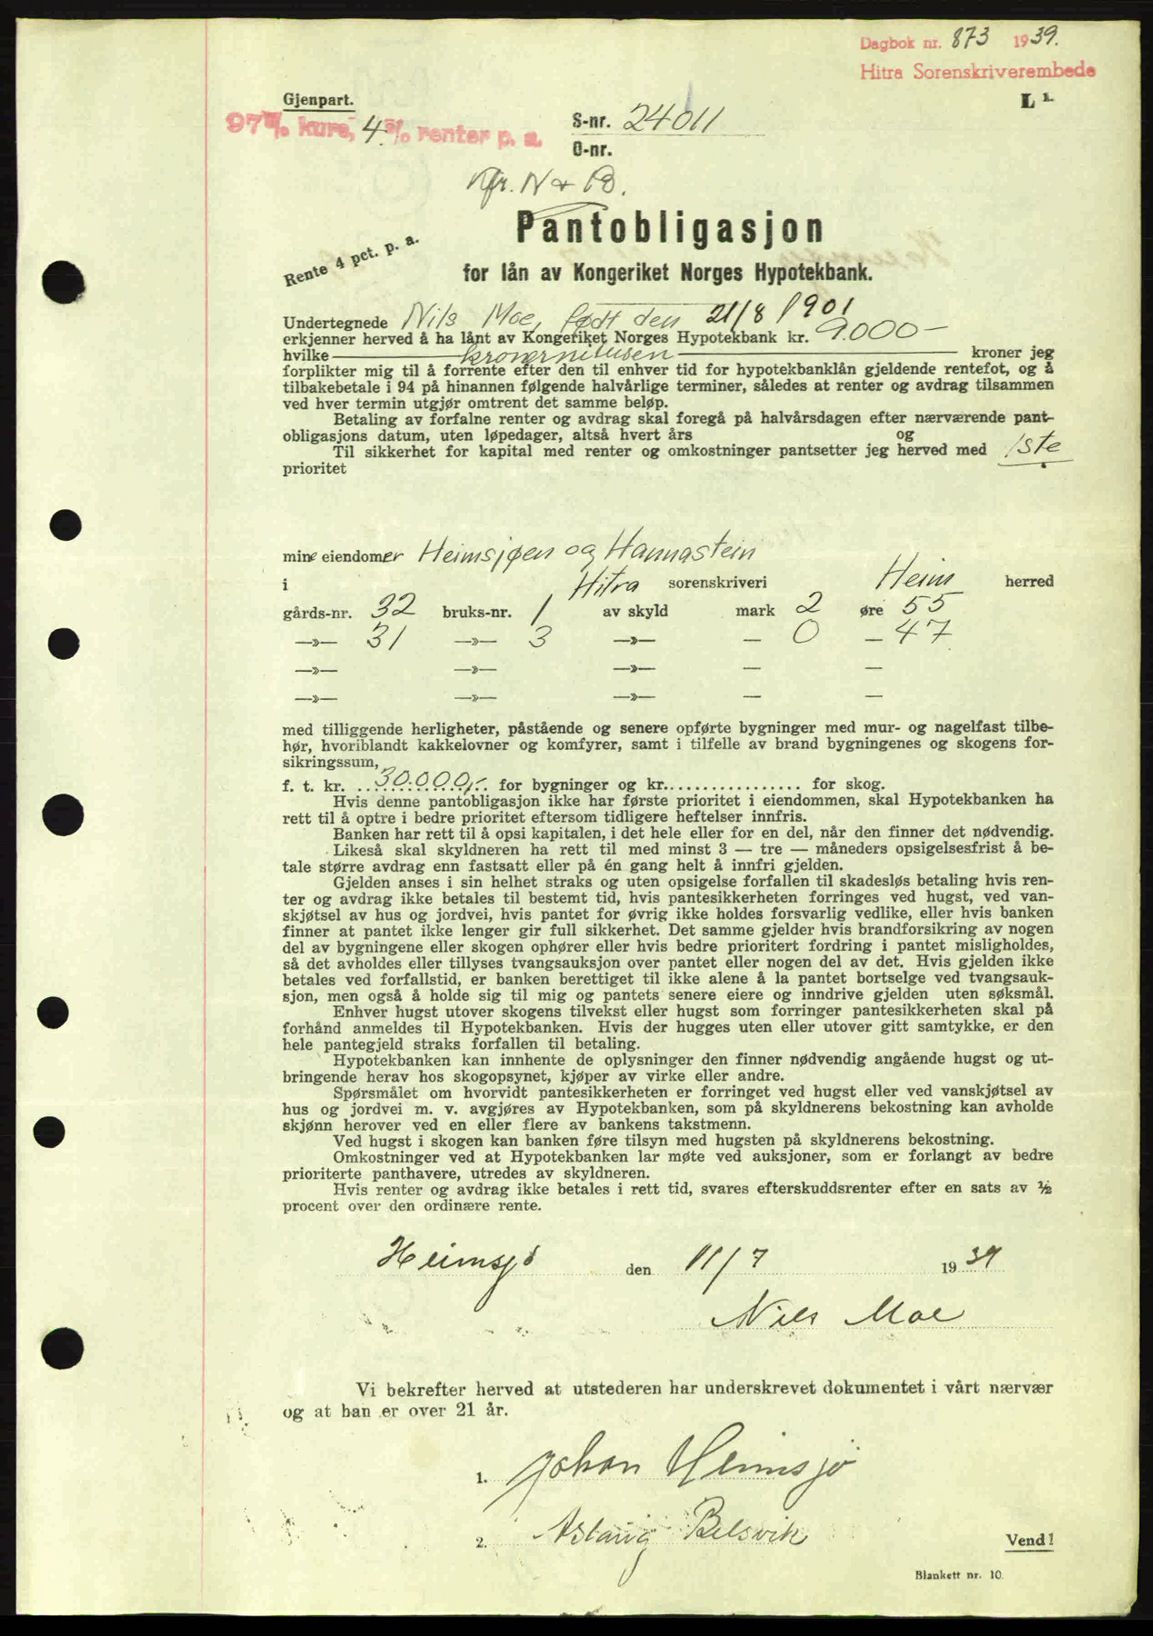 Dagbok nr. 873 1939.
Hitra Sorenskriverembede
Gjenpart.
L 1.
97 % kurs, 4 % renter p. a.
S-nr. 24011
O-nr.
Kfr. N + B.
Pantobligasjon
Rente 4 pct. p. a.
for lån av Kongeriket Norges Hypotekbank.
Undertegnede Nils Moe, født den 21/8 1901
erkjenner herved å ha lånt av Kongeriket Norges Hypotekbank kr. 9.000-
hvilke kroner jeg
forplikter mig til å forrente efter den til enhver tid for hypotekbanklån gjeldende rentefot, og å
tilbakebetale i 94 på hinannen følgende halvårlige terminer, således at renter og avdrag tilsammen
ved hver termin utgjør omtrent det samme beløp.
Betaling av forfalne renter og avdrag skal foregå på halvårsdagen efter nærværende pant-
obligasjons datum, uten løpedager, altså hvert års og
Til sikkerhet for kapital med renter og omkostninger pantsetter jeg herved med 1ste
prioritet
mine eiendommer Heimsjøen og Hannastein
i Hitra sorenskriveri Heim herred
gårds-nr. 32 bruks-nr. 1 av skyld mark 2 øre 55
—»— 31 —»— 3 —»— — 0 — 47
—»— —»— —»— — —
—»— —»— —»— — —
med tilliggende herligheter, påstående og senere opførte bygninger med mur- og nagelfast tilbe-
hør, hvoriblandt kakkelovner og komfyrer, samt i tilfelle av brand bygningenes og skogens for-
sikringssum,
f. t. kr. 30.000,- for bygninger og kr................. for skog.
Hvis denne pantobligasjon ikke har første prioritet i eiendommen, skal Hypotekbanken ha
rett til å optre i bedre prioritet eftersom tidligere heftelser innfris.
Banken har rett til å opsi kapitalen, i det hele eller for en del, når den finner det nødvendig.
Likeså skal skyldneren ha rett til med minst 3 — tre — måneders opsigelsesfrist å be-
tale større avdrag enn fastsatt eller på én gang helt å innfri gjelden.
Gjelden anses i sin helhet straks og uten opsigelse forfallen til skadesløs betaling hvis ren-
ter og avdrag ikke betales til bestemt tid, hvis pantesikkerheten forringes ved hugst, ved van-
skjøtsel av hus og jordvei, hvis pantet for øvrig ikke holdes forsvarlig vedlike, eller hvis banken
finner at pantet ikke lenger gir full sikkerhet. Det samme gjelder hvis brandforsikring av nogen
del av bygningene eller skogen ophører eller hvis bedre prioritert fordring i pantet misligholdes,
så det avholdes eller tillyses tvangsauksjon over pantet eller nogen del av det. Hvis gjelden ikke
betales ved forfallstid, er banken berettiget til ikke alene å la pantet bortselge ved tvangsauk-
sjon, men også å holde sig til mig og pantets senere eiere og inndrive gjelden uten søksmål.
Enhver hugst utover skogens tilvekst eller hugst som forringer pantesikkerheten skal på
forhånd anmeldes til Hypotekbanken. Hvis der hugges uten eller utover gitt samtykke, er den
hele pantegjeld straks forfallen til betaling.
Hypotekbanken kan innhente de oplysninger den finner nødvendig angående hugst og ut-
bringende herav hos skogopsynet, kjøper av virke eller andre.
Spørsmålet om hvorvidt pantesikkerheten er forringet ved hugst eller ved vanskjøtsel av
hus og jordvei m. v. avgjøres av Hypotekbanken, som på skyldnerens bekostning kan avholde
skjønn herover ved en eller flere av bankens takstmenn.
Ved hugst i skogen kan banken føre tilsyn med hugsten på skyldnerens bekostning.
Omkostninger ved at Hypotekbanken lar møte ved auksjoner, som er forlangt av bedre
prioriterte panthavere, utredes av skyldneren.
Hvis renter og avdrag ikke betales i rett tid, svares efterskuddsrenter efter en sats av ½
procent over den ordinære rente.
Heimsjø den 11/7 1939
Nils Moe
Vi bekrefter herved at utstederen har underskrevet dokumentet i vårt nærvær
og at han er over 21 år.
1. Johan Heimsjø
2. Aslaug Belsvik
Vend!
Blankett nr. 10.